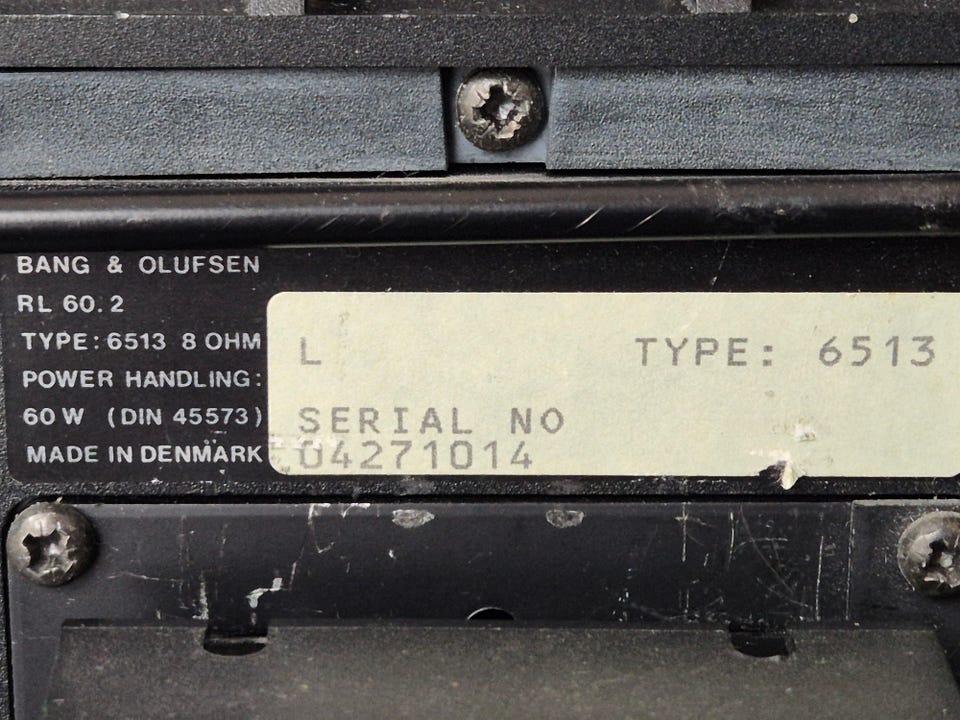 BANG & OLUFSEN
RL 60.2
TYPE:6513 8 OHM
POWER HANDLING:
60 W (DIN 45573)
MADE IN DENMARK
L TYPE: 6513
SERIAL NO
04271014